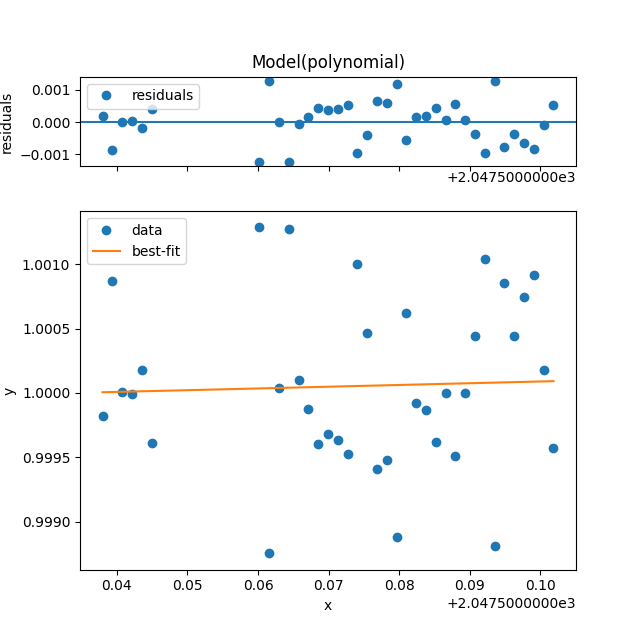 Model(polynomial)
residuals
0.001
0.000
−0.001
residuals
+2.0475000000e3
y
1.0010
1.0005
1.0000
0.9995
0.9990
data
best-fit
0.04 0.05 0.06 0.07 0.08 0.09 0.10
x
+2.0475000000e3